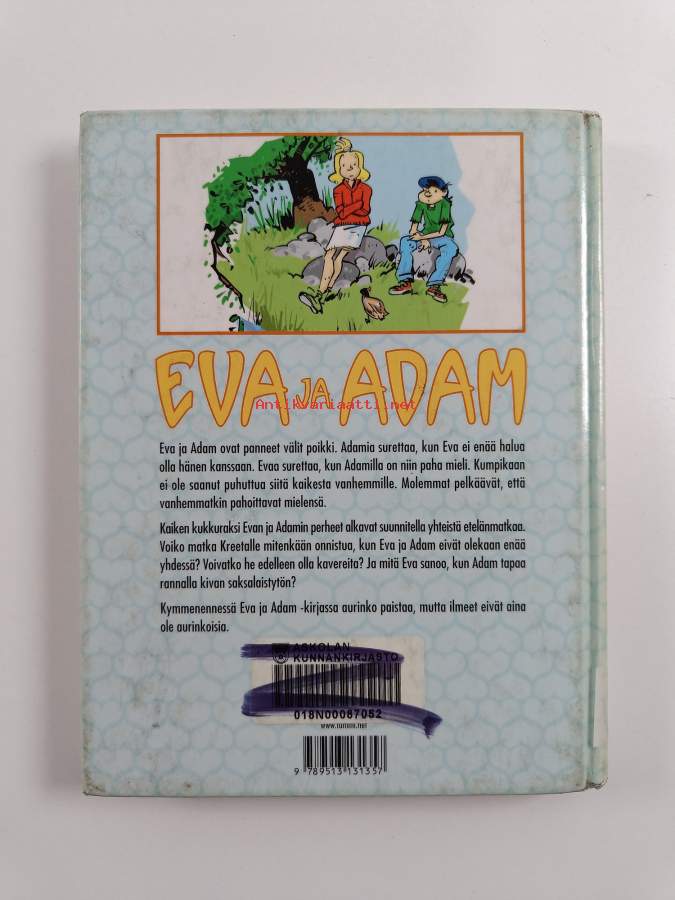 EVA JA ADAM
Antikvariaatti.net
Eva ja Adam ovat panneet välit poikki. Adamia surettaa, kun Eva ei enää halua
olla hänen kanssaan. Evaa surettaa, kun Adamilla on niin paha mieli. Kumpikaan
ei ole saanut puhuttua siitä kaikesta vanhemmille. Molemmat pelkäävät, että
vanhemmatkin pahoittavat mielensä.
Kaiken kukkuraksi Evan ja Adamin perheet alkavat suunnitella yhteistä etelänmatkaa.
Voiko matka Kreetalle mitenkään onnistua, kun Eva ja Adam eivät olekaan enää
yhdessä? Voivatko he edelleen olla kavereita? Ja mitä Eva sanoo, kun Adam tapaa
rannalla kivan saksalaistytön?
Kymmenennessä Eva ja Adam -kirjassa aurinko paistaa, mutta ilmeet eivät aina
ole aurinkoisia.
ASKOLAN
KUNNANKIRJASTO
018N00087052
www.tammi.net
9 789513 131357